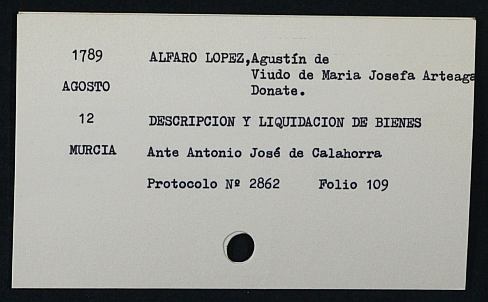 1789 ALFARO LOPEZ,Agustín de
Viudo de Maria Josefa Arteaga
AGOSTO Donate.
12 DESCRIPCION Y LIQUIDACION DE BIENES
MURCIA Ante Antonio José de Calahorra
Protocolo Nº 2862 Folio 109